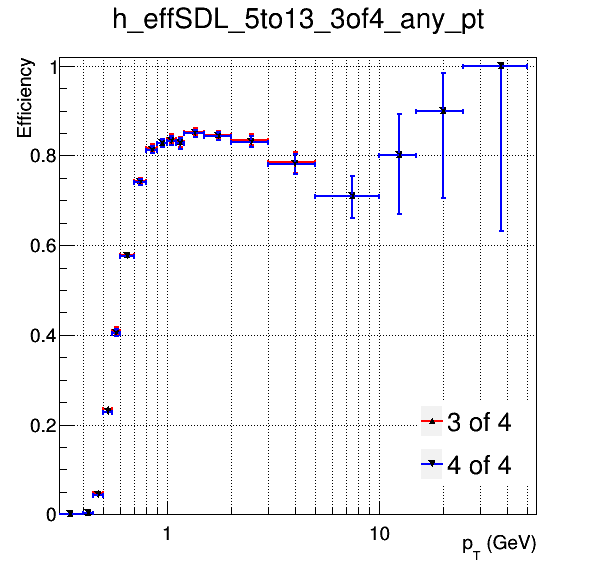 h_effSDL_5to13_3of4_any_pt
Efficiency
1
0.8
0.6
0.4
0.2
0
3 of 4
4 of 4
1
10
p_T (GeV)